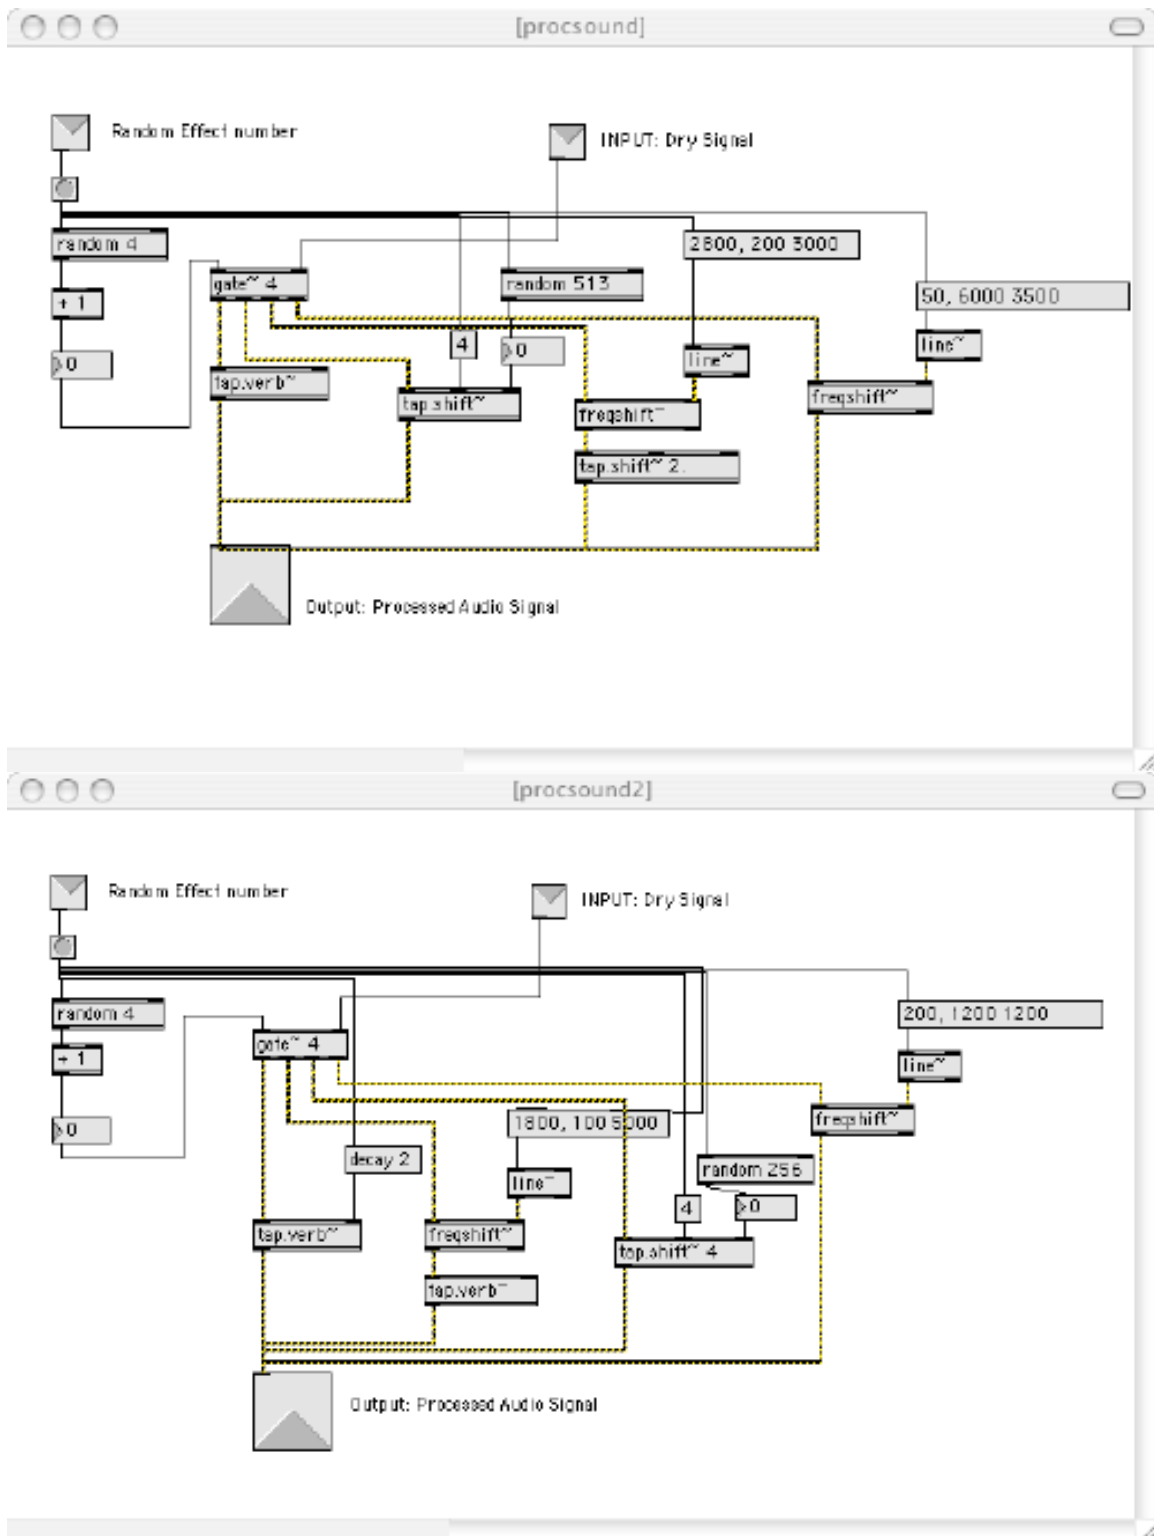 [procsound]
Random Effect number
INPUT: Dry Signal
random 4
2800, 200 3000
gate~ 4
random 513
+ 1
50, 6000 3500
4
0
line~
line~
0
tap.verb~
tap.shift~
freqshift~
freqshift~
tap.shift~ 2.
Output: Processed Audio Signal
[procsound2]
Random Effect number
INPUT: Dry Signal
random 4
200, 1200 1200
gate~ 4
+ 1
line~
1800, 100 5000
freqshift~
0
decay 2
random 256
line~
4
0
tap.verb~
freqshift~
tap.shift~ 4
tap.verb~
Output: Processed Audio Signal